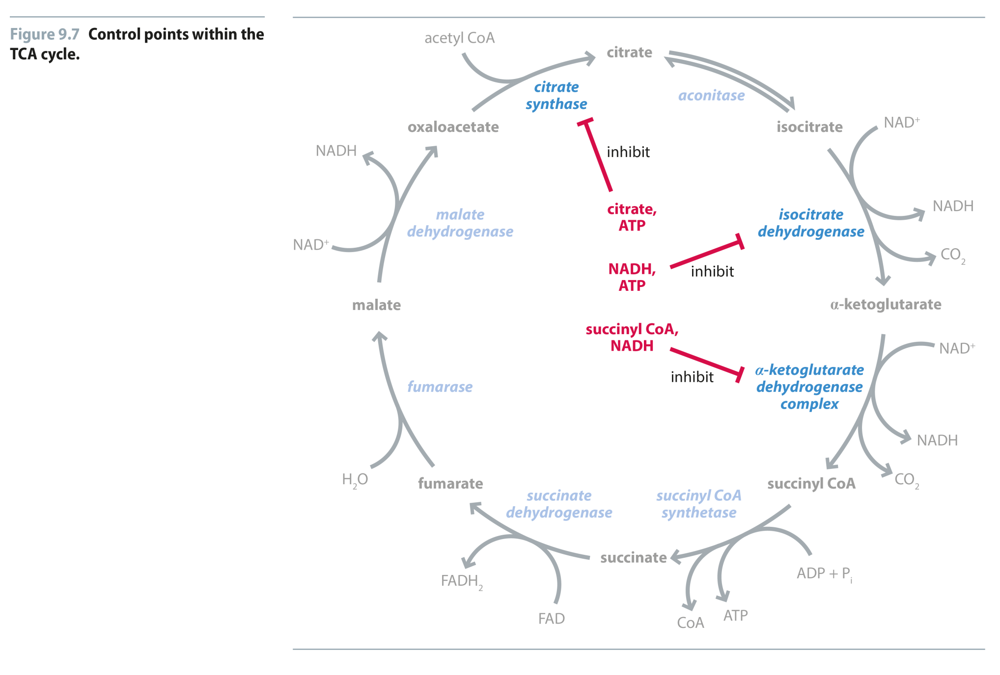 Figure 9.7 Control points within the
TCA cycle.
acetyl CoA
citrate
citrate
synthase
aconitase
oxaloacetate
isocitrate
NAD⁺
NADH
inhibit
NADH
citrate,
ATP
malate
dehydrogenase
isocitrate
dehydrogenase
NAD⁺
CO₂
NADH,
ATP
inhibit
malate
α-ketoglutarate
succinyl CoA,
NADH
NAD⁺
inhibit
α-ketoglutarate
dehydrogenase
complex
fumarase
NADH
H₂O
fumarate
succinyl CoA
CO₂
succinate
dehydrogenase
succinyl CoA
synthetase
succinate
ADP + Pᵢ
FADH₂
FAD
CoA
ATP